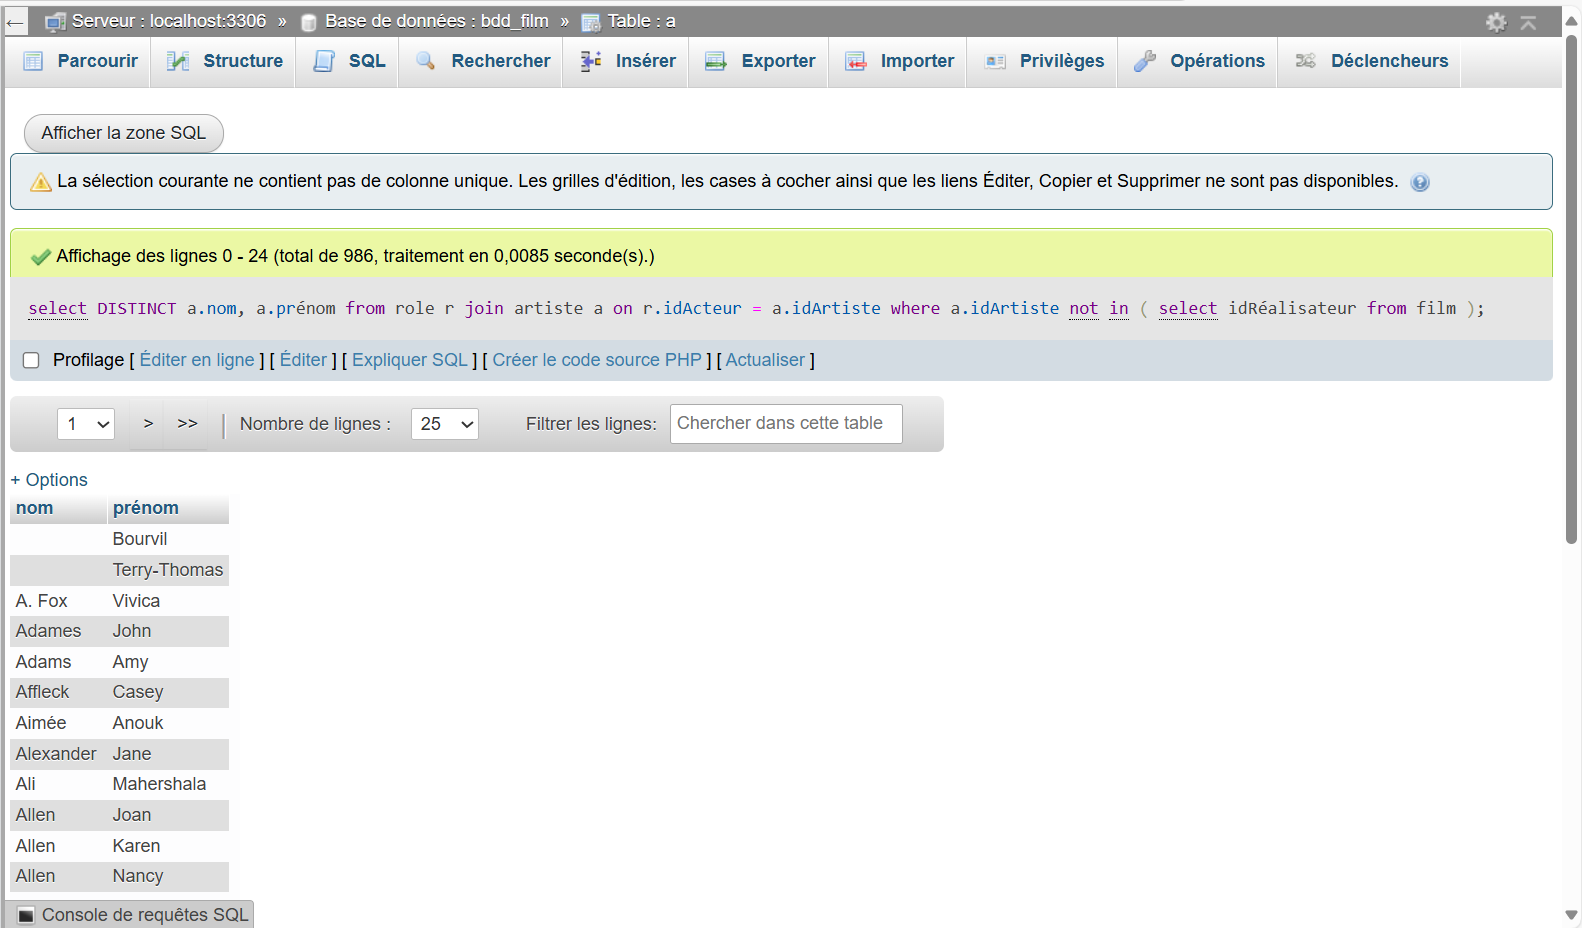 Serveur : localhost:3306 » Base de données : bdd_film » Table : a
Parcourir Structure SQL Rechercher Insérer Exporter Importer Privilèges Opérations Déclencheurs
Afficher la zone SQL
La sélection courante ne contient pas de colonne unique. Les grilles d'édition, les cases à cocher ainsi que les liens Éditer, Copier et Supprimer ne sont pas disponibles.
Affichage des lignes 0 - 24 (total de 986, traitement en 0,0085 seconde(s).)
select DISTINCT a.nom, a.prénom from role r join artiste a on r.idActeur = a.idArtiste where a.idArtiste not in ( select idRéalisateur from film );
Profilage [ Éditer en ligne ] [ Éditer ] [ Expliquer SQL ] [ Créer le code source PHP ] [ Actualiser ]
1 > >> | Nombre de lignes : 25 Filtrer les lignes: Chercher dans cette table
+ Options
nom prénom
Bourvil
Terry-Thomas
A. Fox Vivica
Adames John
Adams Amy
Affleck Casey
Aimée Anouk
Alexander Jane
Ali Mahershala
Allen Joan
Allen Karen
Allen Nancy
Console de requêtes SQL